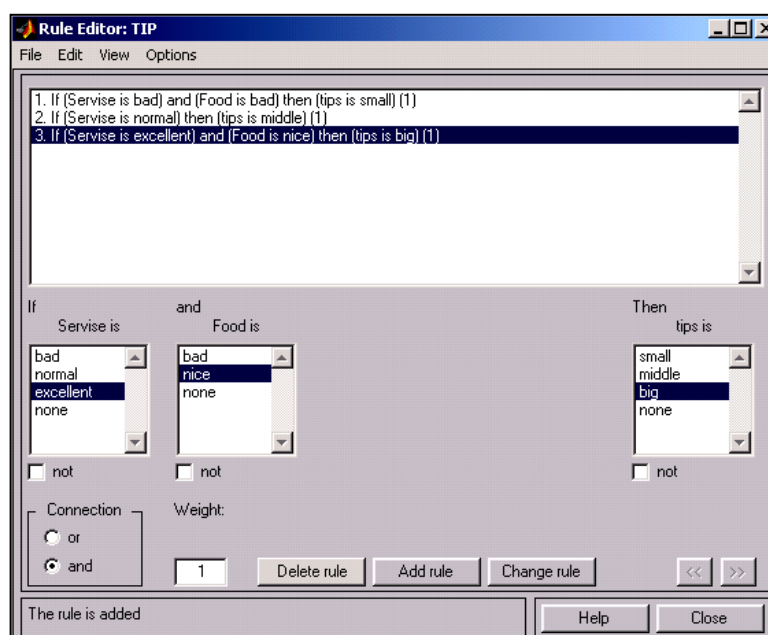 Rule Editor: TIP
File Edit View Options
1. If (Servise is bad) and (Food is bad) then (tips is small) (1)
2. If (Servise is normal) then (tips is middle) (1)
3. If (Servise is excellent) and (Food is nice) then (tips is big) (1)
If and Then
Servise is Food is tips is
bad bad small
normal nice middle
excellent none big
none none
not not not
Connection Weight:
or
and 1 Delete rule Add rule Change rule << >>
The rule is added Help Close